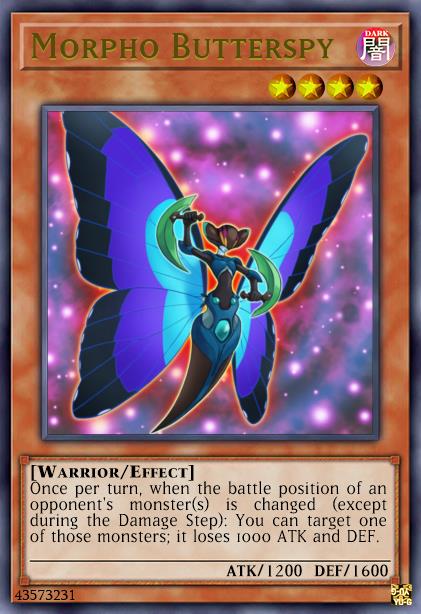 MORPHO BUTTERSPY
DARK
闇
[WARRIOR/EFFECT]
Once per turn, when the battle position of an
opponent's monster(s) is changed (except
during the Damage Step): You can target one
of those monsters; it loses 1000 ATK and DEF.
ATK/1200 DEF/1600
43573231